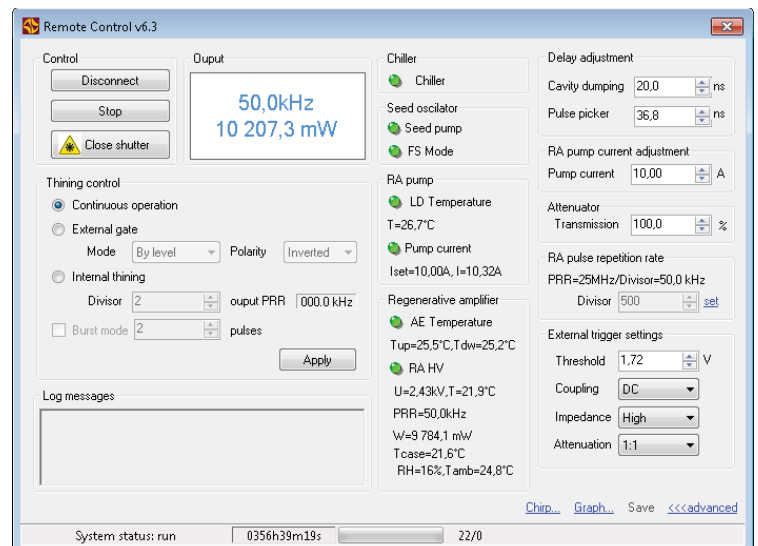 Remote Control v6.3
Control
Disconnect
Stop
Close shutter
Ouput
50,0kHz
10 207,3 mW
Thining control
Continuous operation
External gate
Mode By level Polarity Inverted
Internal thining
Divisor 2 ouput PRR 000.0 kHz
Burst mode 2 pulses
Apply
Log messages
Chiller
Chiller
Seed oscilator
Seed pump
FS Mode
RA pump
LD Temperature
T=26,7°C
Pump current
Iset=10,00A, I=10,32A
Regenerative amplifier
AE Temperature
Tup=25,5°C,Tdw=25,2°C
RA HV
U=2,43kV,T=21,9°C
PRR=50,0kHz
W=9 784,1 mW
Tcase=21,6°C
RH=16%,Tamb=24,8°C
Delay adjustment
Cavity dumping 20,0 ns
Pulse picker 36,8 ns
RA pump current adjustment
Pump current 10,00 A
Attenuator
Transmission 100,0 %
RA pulse repetition rate
PRR=25MHz/Divisor=50,0 kHz
Divisor 500 set
External trigger settings
Threshold 1,72 V
Coupling DC
Impedance High
Attenuation 1:1
Chirp... Graph... Save <<<advanced
System status: run 0356h39m19s 22/0